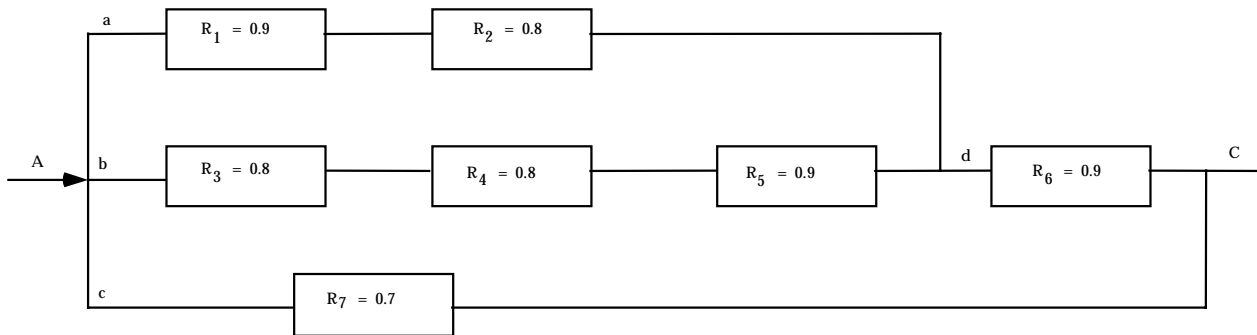 a
R1 = 0.9
R2 = 0.8
A
b
R3 = 0.8
R4 = 0.8
R5 = 0.9
d
R6 = 0.9
C
c
R7 = 0.7